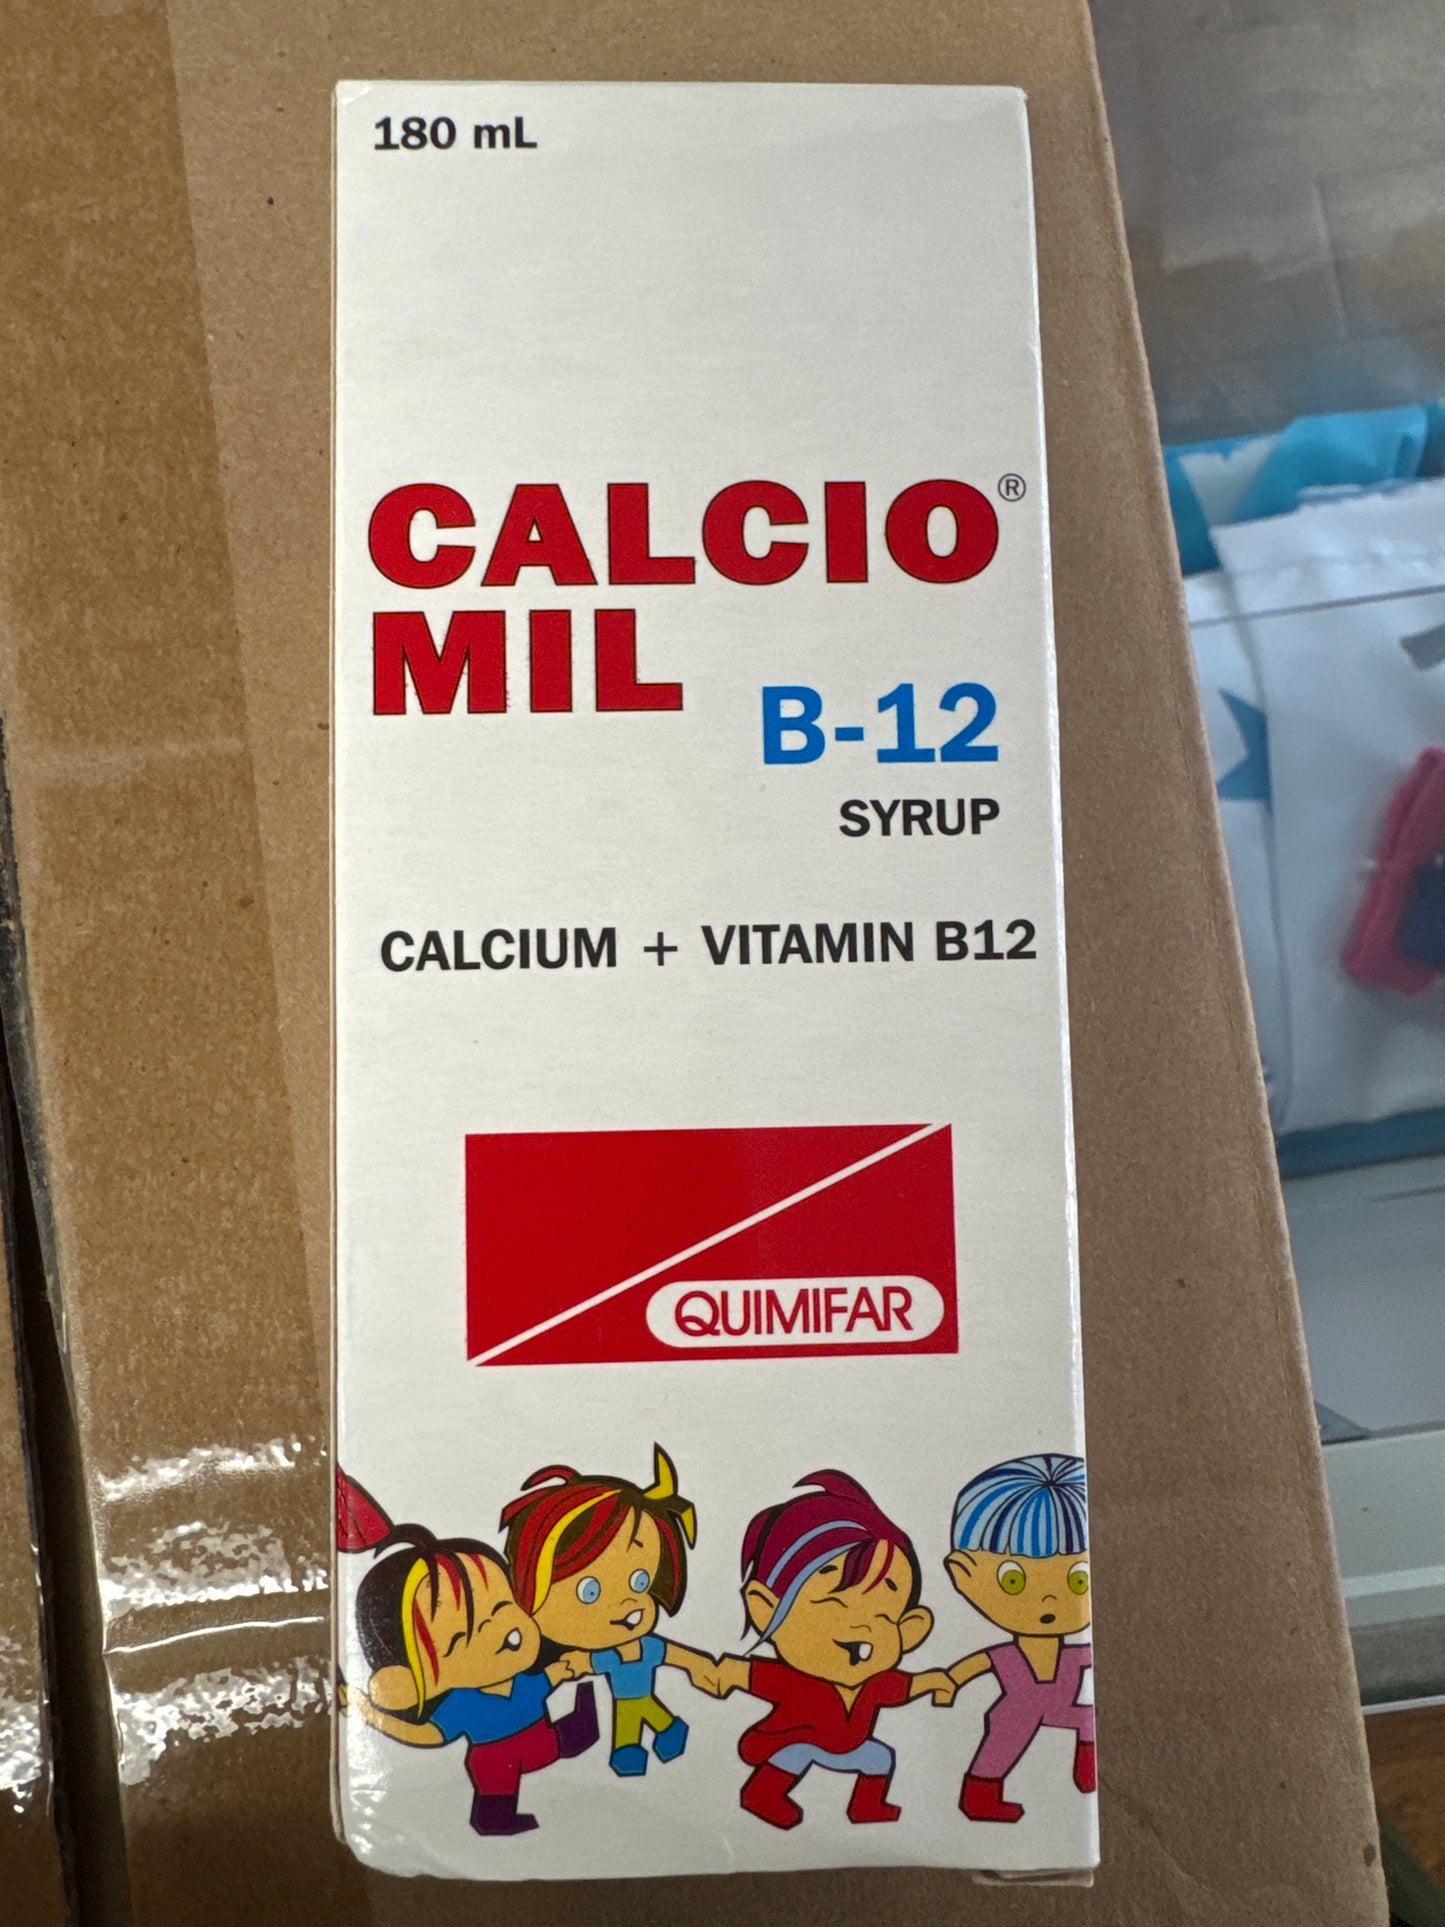 180 mL
CALCIO®
MIL
B-12
SYRUP
CALCIUM + VITAMIN B12
QUIMIFAR